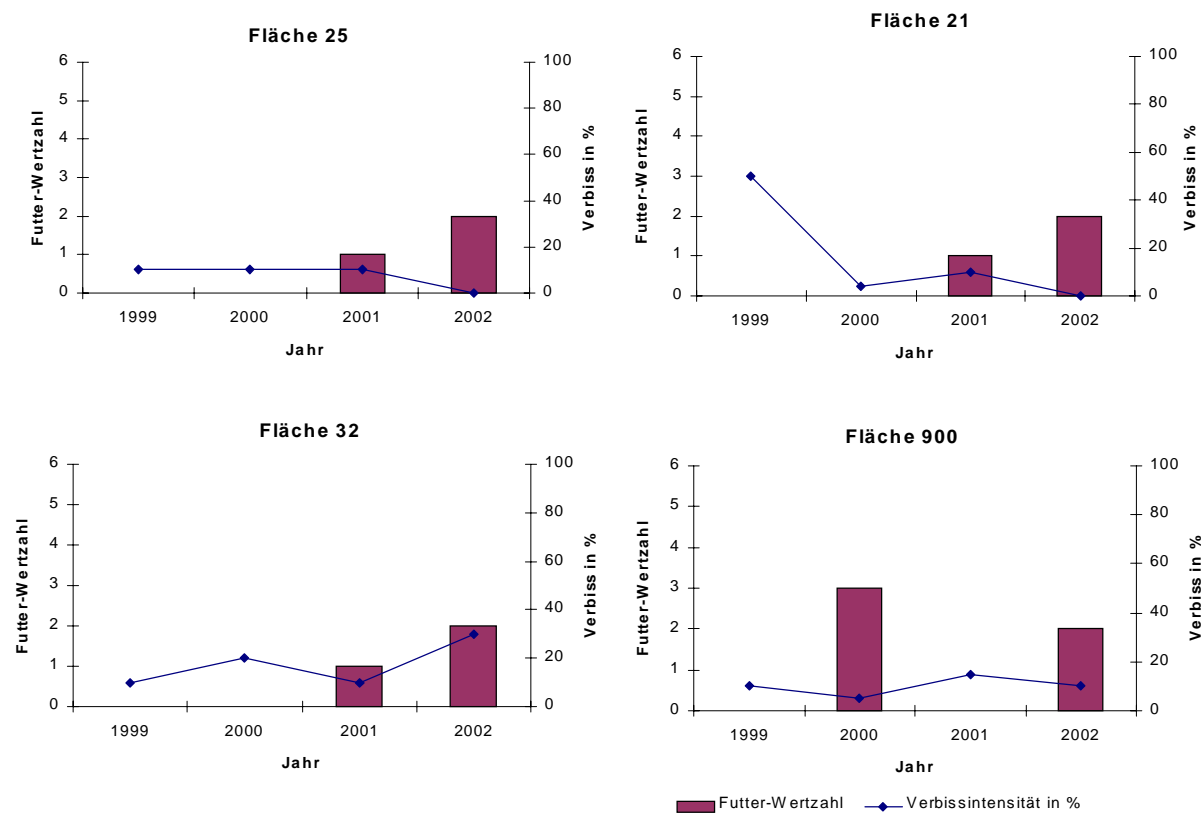 Fläche 25
6
5
4
3
2
1
0
Futter-Wertzahl
100
80
60
40
20
0
Verbiss in %
1999 2000 2001 2002
Jahr
Fläche 21
6
5
4
3
2
1
0
Futter-Wertzahl
100
80
60
40
20
0
Verbiss in %
1999 2000 2001 2002
Jahr
Fläche 32
6
5
4
3
2
1
0
Futter-Wertzahl
100
80
60
40
20
0
Verbiss in %
1999 2000 2001 2002
Jahr
Fläche 900
6
5
4
3
2
1
0
Futter-Wertzahl
100
80
60
40
20
0
Verbiss in %
1999 2000 2001 2002
Jahr
Futter-Wertzahl Verbissintensität in %